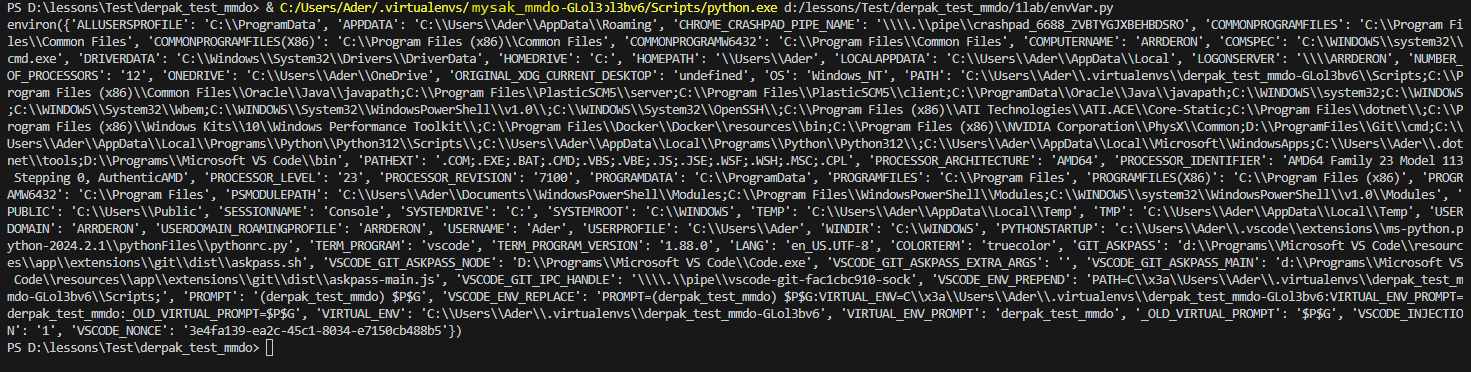 PS D:\lessons\Test\derpak_test_mmdo> & C:/Users/Ader/.virtualenvs/mysak_mmdo-GLol3ol3bv6/Scripts/python.exe d:/lessons/Test/derpak_test_mmdo/1lab/envVar.py
environ({'ALLUSERSPROFILE': 'C:\\ProgramData', 'APPDATA': 'C:\\Users\\Ader\\AppData\\Roaming', 'CHROME_CRASHPAD_PIPE_NAME': '\\\\.\\pipe\\crashpad_6688_ZVBTYGJXBEHBDSRO', 'COMMONPROGRAMFILES': 'C:\\Program Fi
les\\Common Files', 'COMMONPROGRAMFILES(X86)': 'C:\\Program Files (x86)\\Common Files', 'COMMONPROGRAMW6432': 'C:\\Program Files\\Common Files', 'COMPUTERNAME': 'ARRDERON', 'COMSPEC': 'C:\\WINDOWS\\system32\\
cmd.exe', 'DRIVERDATA': 'C:\\Windows\\System32\\Drivers\\DriverData', 'HOMEDRIVE': 'C:', 'HOMEPATH': '\\Users\\Ader', 'LOCALAPPDATA': 'C:\\Users\\Ader\\AppData\\Local', 'LOGONSERVER': '\\\\ARRDERON', 'NUMBER_
OF_PROCESSORS': '12', 'ONEDRIVE': 'C:\\Users\\Ader\\OneDrive', 'ORIGINAL_XDG_CURRENT_DESKTOP': 'undefined', 'OS': 'Windows_NT', 'PATH': 'C:\\Users\\Ader\\.virtualenvs\\derpak_test_mmdo-GLol3bv6\\Scripts;C:\\P
rogram Files (x86)\\Common Files\\Oracle\\Java\\javapath;C:\\Program Files\\PlasticSCM5\\server;C:\\Program Files\\PlasticSCM5\\client;C:\\ProgramData\\Oracle\\Java\\javapath;C:\\WINDOWS\\system32;C:\\WINDOWS
;C:\\WINDOWS\\System32\\Wbem;C:\\WINDOWS\\System32\\WindowsPowerShell\\v1.0\\;C:\\WINDOWS\\System32\\OpenSSH\\;C:\\Program Files (x86)\\ATI Technologies\\ATI.ACE\\Core-Static;C:\\Program Files\\dotnet\\;C:\\P
rogram Files (x86)\\Windows Kits\\10\\Windows Performance Toolkit\\;C:\\Program Files\\Docker\\Docker\\resources\\bin;C:\\Program Files (x86)\\NVIDIA Corporation\\PhysX\\Common;D:\\ProgramFiles\\Git\\cmd;C:\\
Users\\Ader\\AppData\\Local\\Programs\\Python\\Python312\\Scripts\\;C:\\Users\\Ader\\AppData\\Local\\Programs\\Python\\Python312\\;C:\\Users\\Ader\\AppData\\Local\\Microsoft\\WindowsApps;C:\\Users\\Ader\\.dot
net\\tools;D:\\Programs\\Microsoft VS Code\\bin', 'PATHEXT': '.COM;.EXE;.BAT;.CMD;.VBS;.VBE;.JS;.JSE;.WSF;.WSH;.MSC;.CPL', 'PROCESSOR_ARCHITECTURE': 'AMD64', 'PROCESSOR_IDENTIFIER': 'AMD64 Family 23 Model 113
 Stepping 0, AuthenticAMD', 'PROCESSOR_LEVEL': '23', 'PROCESSOR_REVISION': '7100', 'PROGRAMDATA': 'C:\\ProgramData', 'PROGRAMFILES': 'C:\\Program Files', 'PROGRAMFILES(X86)': 'C:\\Program Files (x86)', 'PROGR
AMW6432': 'C:\\Program Files', 'PSMODULEPATH': 'C:\\Users\\Ader\\Documents\\WindowsPowerShell\\Modules;C:\\Program Files\\WindowsPowerShell\\Modules;C:\\WINDOWS\\system32\\WindowsPowerShell\\v1.0\\Modules', '
PUBLIC': 'C:\\Users\\Public', 'SESSIONNAME': 'Console', 'SYSTEMDRIVE': 'C:', 'SYSTEMROOT': 'C:\\WINDOWS', 'TEMP': 'C:\\Users\\Ader\\AppData\\Local\\Temp', 'TMP': 'C:\\Users\\Ader\\AppData\\Local\\Temp', 'USER
DOMAIN': 'ARRDERON', 'USERDOMAIN_ROAMINGPROFILE': 'ARRDERON', 'USERNAME': 'Ader', 'USERPROFILE': 'C:\\Users\\Ader', 'WINDIR': 'C:\\WINDOWS', 'PYTHONSTARTUP': 'c:\\Users\\Ader\\.vscode\\extensions\\ms-python.p
ython-2024.2.1\\pythonFiles\\pythonrc.py', 'TERM_PROGRAM': 'vscode', 'TERM_PROGRAM_VERSION': '1.88.0', 'LANG': 'en_US.UTF-8', 'COLORTERM': 'truecolor', 'GIT_ASKPASS': 'd:\\Programs\\Microsoft VS Code\\resourc
es\\app\\extensions\\git\\dist\\askpass.sh', 'VSCODE_GIT_ASKPASS_NODE': 'D:\\Programs\\Microsoft VS Code\\Code.exe', 'VSCODE_GIT_ASKPASS_EXTRA_ARGS': '', 'VSCODE_GIT_ASKPASS_MAIN': 'd:\\Programs\\Microsoft VS
 Code\\resources\\app\\extensions\\git\\dist\\askpass-main.js', 'VSCODE_GIT_IPC_HANDLE': '\\\\.\\pipe\\vscode-git-fac1cbc910-sock', 'VSCODE_ENV_PREPEND': 'PATH=C\\x3a\\Users\\Ader\\.virtualenvs\\derpak_test_m
mdo-GLol3bv6\\Scripts;', 'PROMPT': '(derpak_test_mmdo) $P$G', 'VSCODE_ENV_REPLACE': 'PROMPT=(derpak_test_mmdo) $P$G:VIRTUAL_ENV=C\\x3a\\Users\\Ader\\.virtualenvs\\derpak_test_mmdo-GLol3bv6:VIRTUAL_ENV_PROMPT=
derpak_test_mmdo:_OLD_VIRTUAL_PROMPT=$P$G', 'VIRTUAL_ENV': 'C:\\Users\\Ader\\.virtualenvs\\derpak_test_mmdo-GLol3bv6', 'VIRTUAL_ENV_PROMPT': 'derpak_test_mmdo', '_OLD_VIRTUAL_PROMPT': '$P$G', 'VSCODE_INJECTIO
N': '1', 'VSCODE_NONCE': '3e4fa139-ea2c-45c1-8034-e7150cb488b5'})
PS D:\lessons\Test\derpak_test_mmdo>